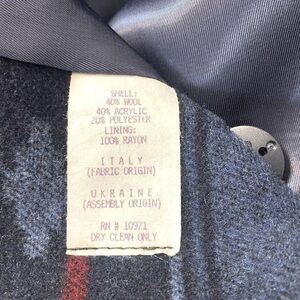 SHELL:
40% WOOL
40% ACRYLIC
20% POLYESTER
LINING:
100% RAYON
ITALY
(FABRIC ORIGIN)
UKRAINE
(ASSEMBLY ORIGIN)
RN # 10971
DRY CLEAN ONLY